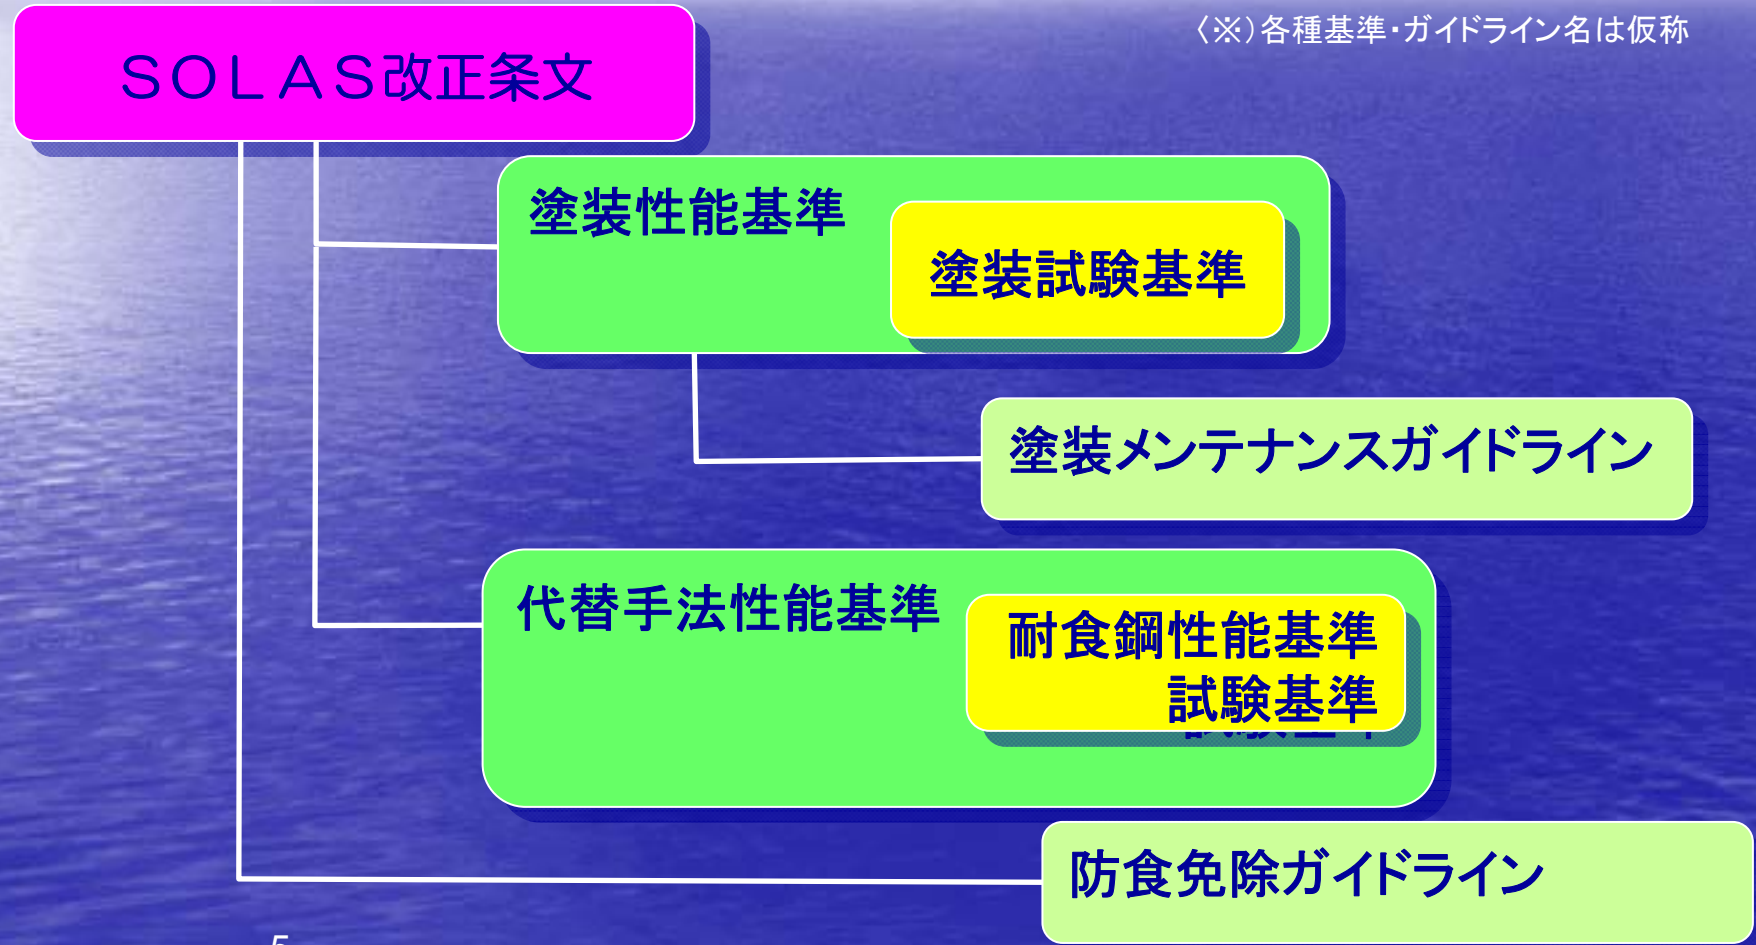 〈※）各種基準・ガイドライン名は仮称
ＳＯＬＡＳ改正条文
塗装性能基準
塗装試験基準
塗装メンテナンスガイドライン
代替手法性能基準
耐食鋼性能基準
試験基準
防食免除ガイドライン